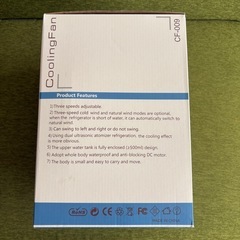 CoolingFan
CF-009
Product Features
1) Three speeds adjustable.
2) Three-speed cold wind and natural wind modes are optional,
when the refrigerator is short of water, it can automatically switch to
natural wind
3) Can swing to left and right or do not swing.
4) Using dual ultrasonic atomizer refrigerator, the cooling effect
is more obvious.
5) The upper water tank is fully enclosed (≥500ml) design.
6) Adopt whole body waterproof and anti blocking DC motor.
7) The body is small and easy to carry and move.